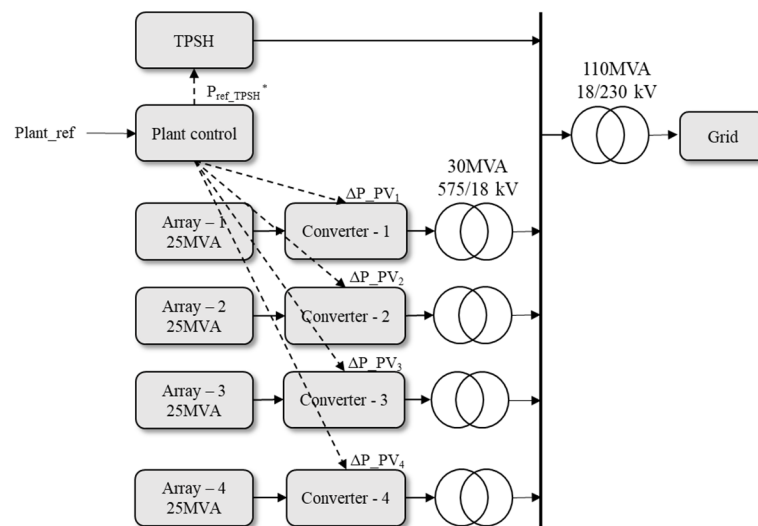 TPSH
110MVA
18/230 kV
P_ref_TPSH*
Plant_ref
Plant control
Grid
30MVA
575/18 kV
ΔP_PV₁
Array – 1
25MVA
Converter - 1
ΔP_PV₂
Array – 2
25MVA
Converter - 2
ΔP_PV₃
Array – 3
25MVA
Converter - 3
ΔP_PV₄
Array – 4
25MVA
Converter - 4